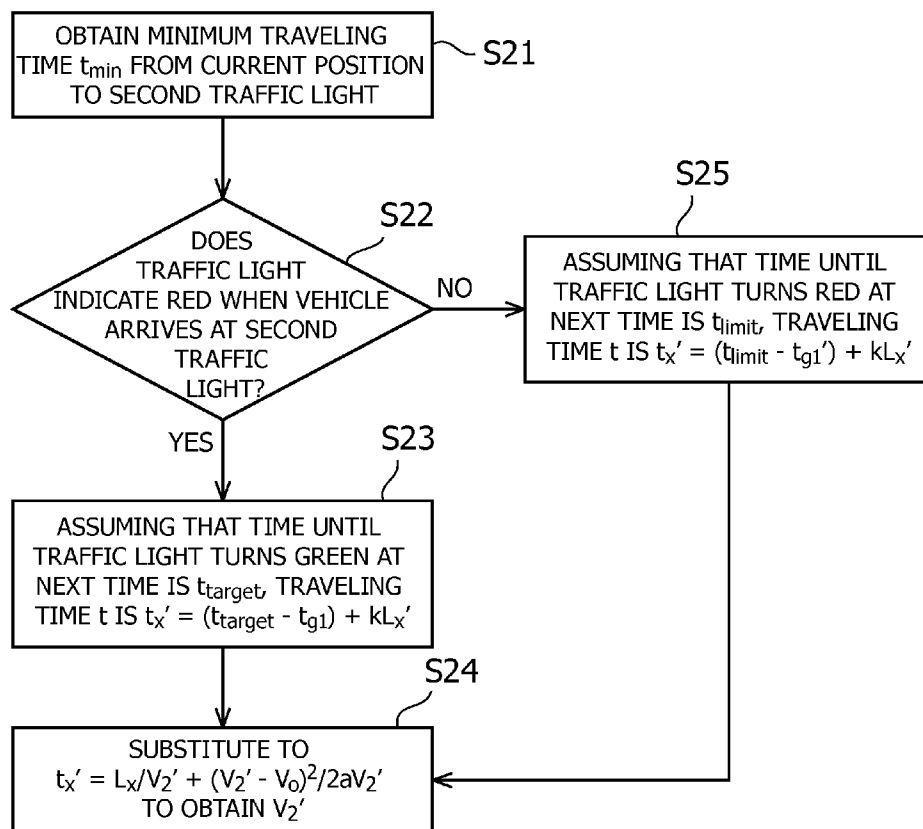 OBTAIN MINIMUM TRAVELING
TIME tmin FROM CURRENT POSITION
TO SECOND TRAFFIC LIGHT
S21
S22
DOES
TRAFFIC LIGHT
INDICATE RED WHEN VEHICLE
ARRIVES AT SECOND
TRAFFIC
LIGHT?
NO
YES
S25
ASSUMING THAT TIME UNTIL
TRAFFIC LIGHT TURNS RED AT
NEXT TIME IS tlimit, TRAVELING
TIME t IS tx' = (tlimit - tg1') + kLx'
S23
ASSUMING THAT TIME UNTIL
TRAFFIC LIGHT TURNS GREEN AT
NEXT TIME IS ttarget, TRAVELING
TIME t IS tx' = (ttarget - tg1) + kLx'
S24
SUBSTITUTE TO
tx' = Lx/V2' + (V2' - Vo)²/2aV2'
TO OBTAIN V2'